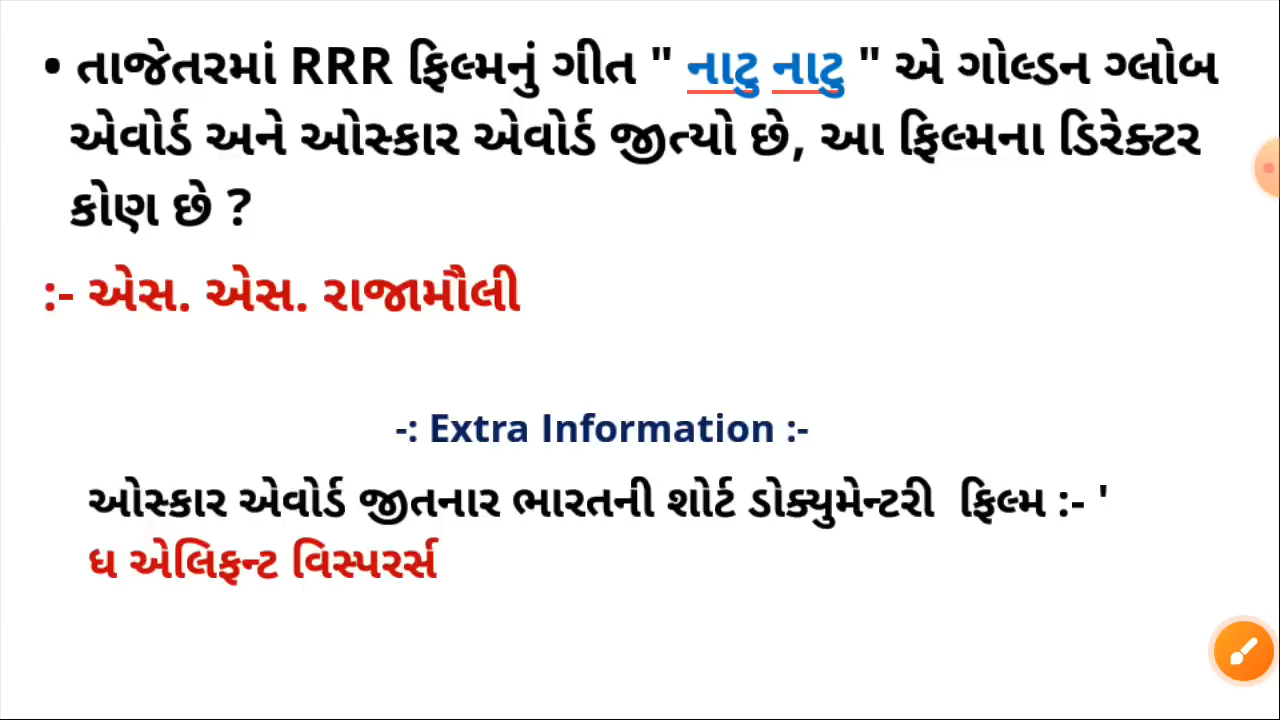 • તાજેતરમાં RRR ફિલ્મનું ગીત " નાટુ નાટુ " એ ગોલ્ડન ગ્લોબ
એવોર્ડ અને ઓસ્કાર એવોર્ડ જીત્યો છે, આ ફિલ્મના ડિરેક્ટર
કોણ છે ?
:- એસ. એસ. રાજામૌલી
-: Extra Information :-
ઓસ્કાર એવોર્ડ જીતનાર ભારતની શોર્ટ ડોક્યુમેન્ટરી ફિલ્મ :- '
ધ એલિફન્ટ વિસ્પરર્સ